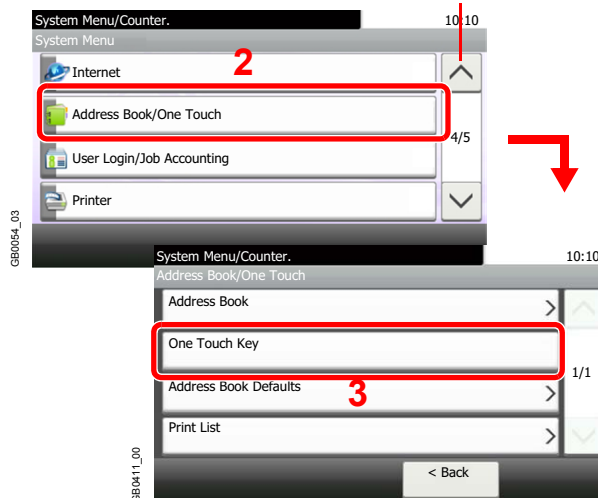 System Menu/Counter.
10:10
System Menu
2
Internet
Address Book/One Touch
4/5
User Login/Job Accounting
Printer
GB0054_03
System Menu/Counter.
10:10
Address Book/One Touch
Address Book
One Touch Key
1/1
Address Book Defaults
3
Print List
< Back
GB0411_00